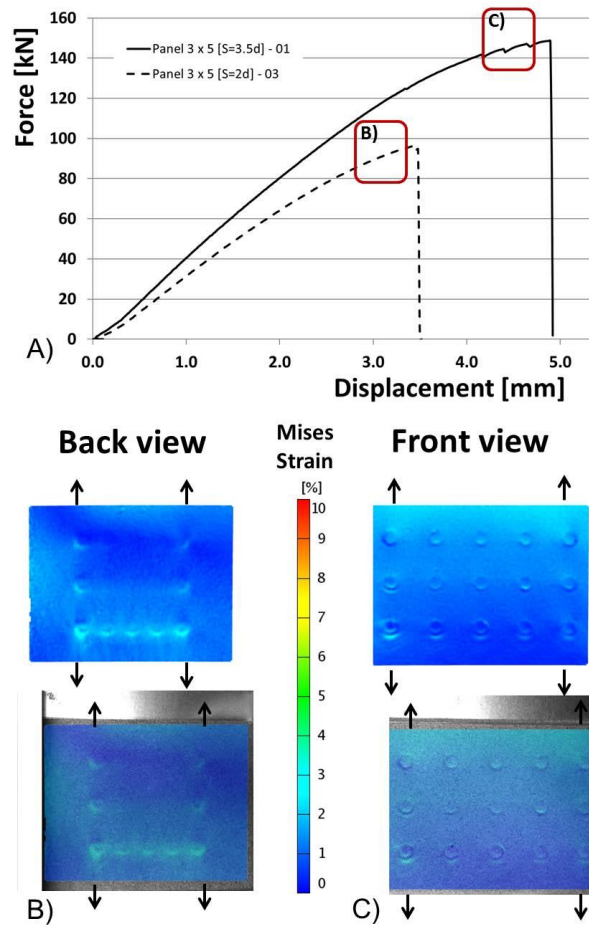 Force [kN]
160
140
120
100
80
60
40
20
0
Panel 3 x 5 [S=3.5d] - 01
Panel 3 x 5 [S=2d] - 03
C)
B)
0.0 1.0 2.0 3.0 4.0 5.0
A)
Displacement [mm]
Back view
Mises
Strain
[%]
Front view
10
9
8
7
6
5
4
3
2
1
0
B)
C)